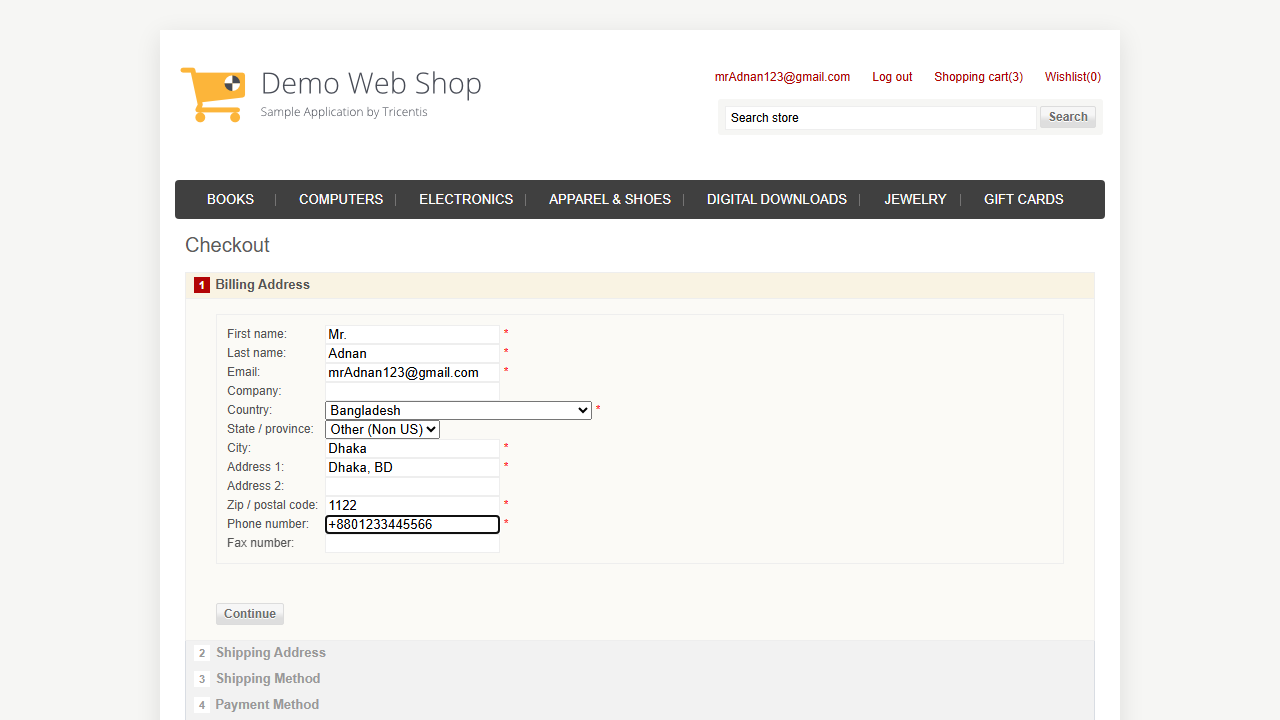 Demo Web Shop
Sample Application by Tricentis
mrAdnan123@gmail.com Log out Shopping cart(3) Wishlist(0)
Search store Search
BOOKS COMPUTERS ELECTRONICS APPAREL & SHOES DIGITAL DOWNLOADS JEWELRY GIFT CARDS
Checkout
1 Billing Address
First name: Mr. *
Last name: Adnan *
Email: mrAdnan123@gmail.com *
Company:
Country: Bangladesh *
State / province: Other (Non US)
City: Dhaka *
Address 1: Dhaka, BD *
Address 2:
Zip / postal code: 1122 *
Phone number: +8801233445566 *
Fax number:
Continue
2 Shipping Address
3 Shipping Method
4 Payment Method